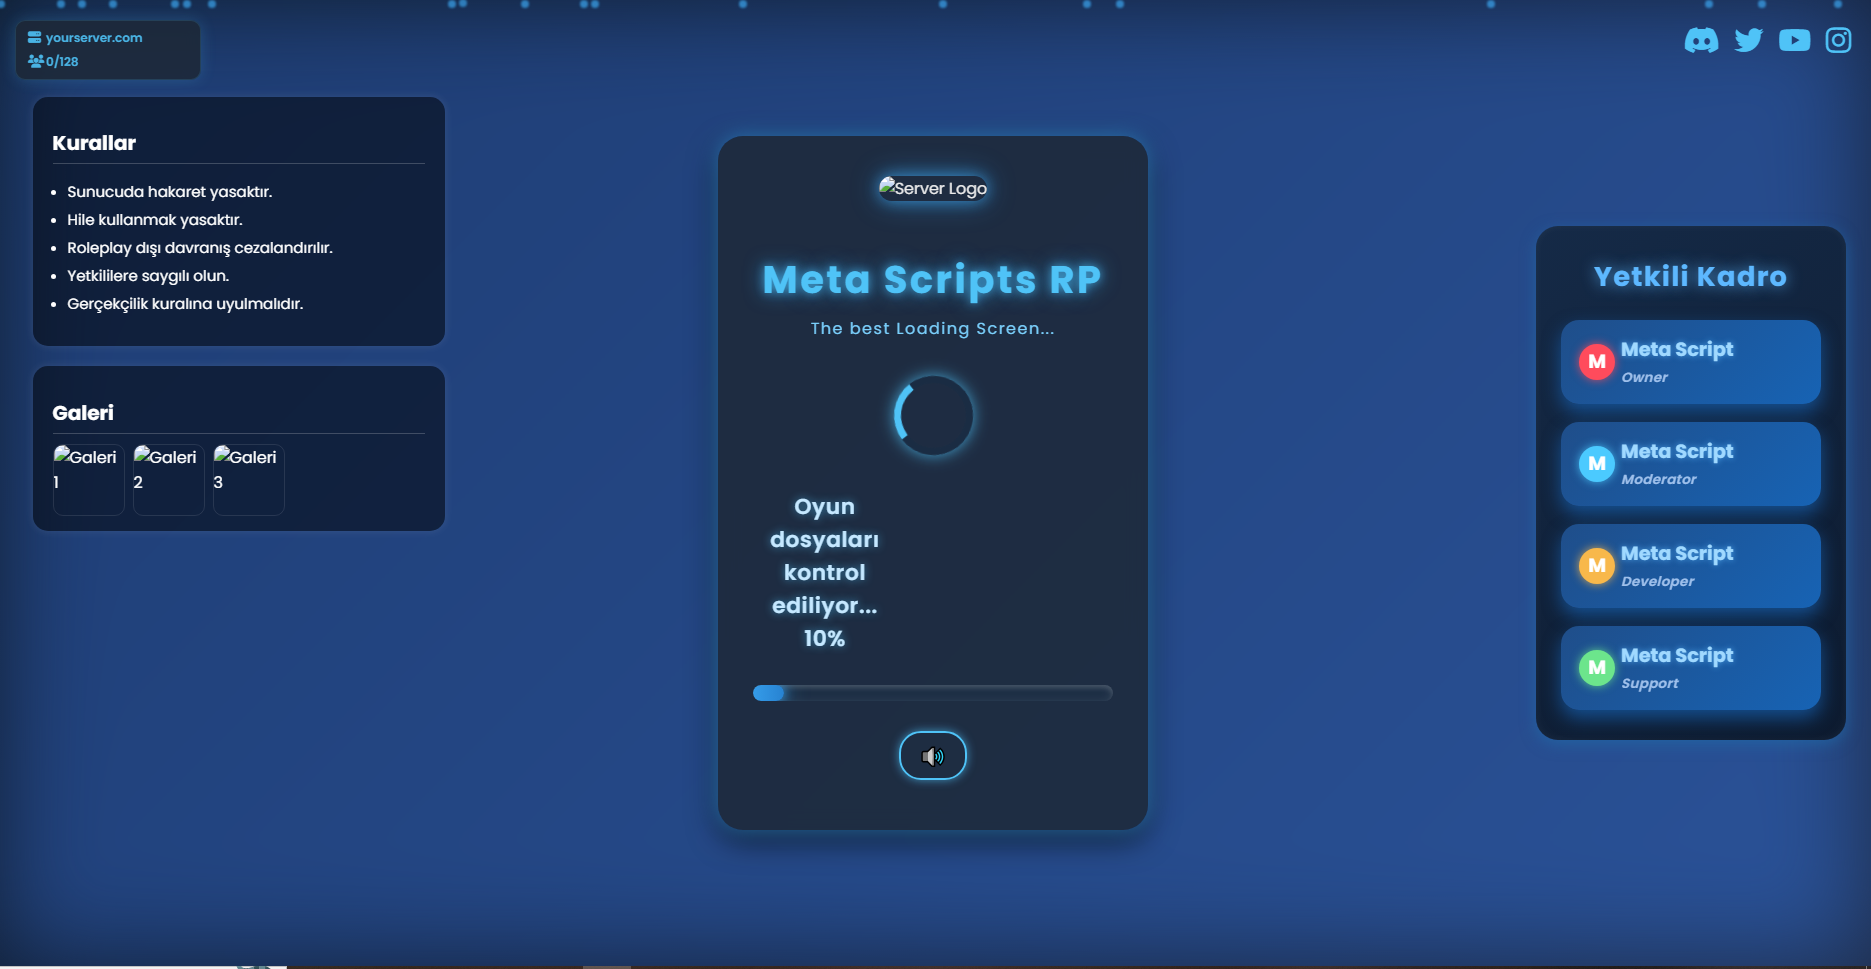 yourserver.com
0/128
Kurallar
Sunucuda hakaret yasaktır.
Hile kullanmak yasaktır.
Roleplay dışı davranış cezalandırılır.
Yetkililere saygılı olun.
Gerçekçilik kuralına uyulmalıdır.
Galeri
Galeri 1
Galeri 2
Galeri 3
Server Logo
Meta Scripts RP
The best Loading Screen...
Oyun
dosyaları
kontrol
ediliyor...
10%
Yetkili Kadro
M
Meta Script
Owner
M
Meta Script
Moderator
M
Meta Script
Developer
M
Meta Script
Support